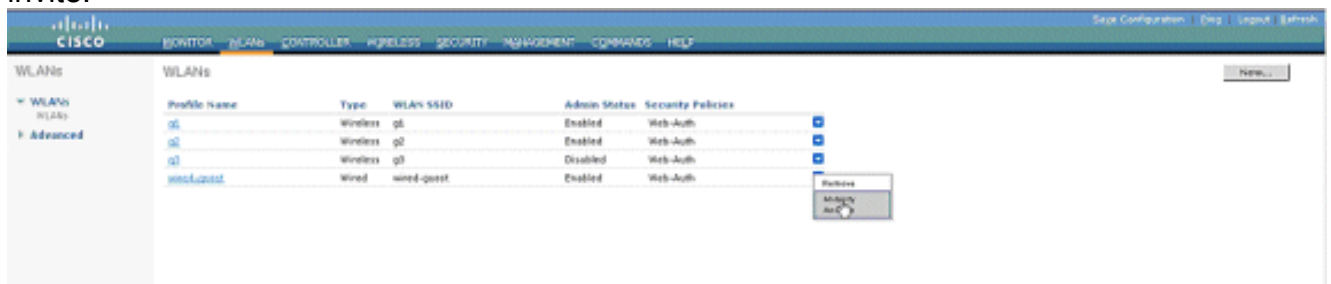 invité.
Save Configuration | Ping | Logout | Refresh
CISCO
MONITOR WLANs CONTROLLER WIRELESS SECURITY MANAGEMENT COMMANDS HELP
WLANs
WLANs
New...
WLANs
WLANs
Advanced
Profile Name Type WLAN SSID Admin Status Security Policies
g1 Wireless g1 Enabled Web-Auth
g2 Wireless g2 Enabled Web-Auth
g3 Wireless g3 Disabled Web-Auth
wired-guest Wired wired-guest Enabled Web-Auth
Remove
Mobility